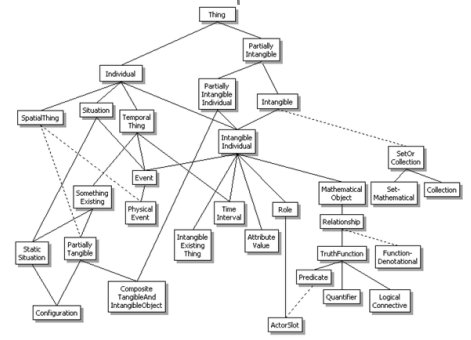 Thing
Partially
Intangible
Individual
Partially
Intangible
Individual
Intangible
SpatialThing
Situation
Temporal
Thing
Intangible
Individual
SetOr
Collection
Event
Something
Existing
Physical
Event
Time
Interval
Role
Mathematical
Object
Set-
Mathematical
Collection
Relationship
Static
Situation
Partially
Tangible
Intangible
Existing
Thing
Attribute
Value
TruthFunction
Function-
Denotational
Predicate
Composite
TangibleAnd
IntangibleObject
Quantifier
Logical
Connective
Configuration
ActorSlot